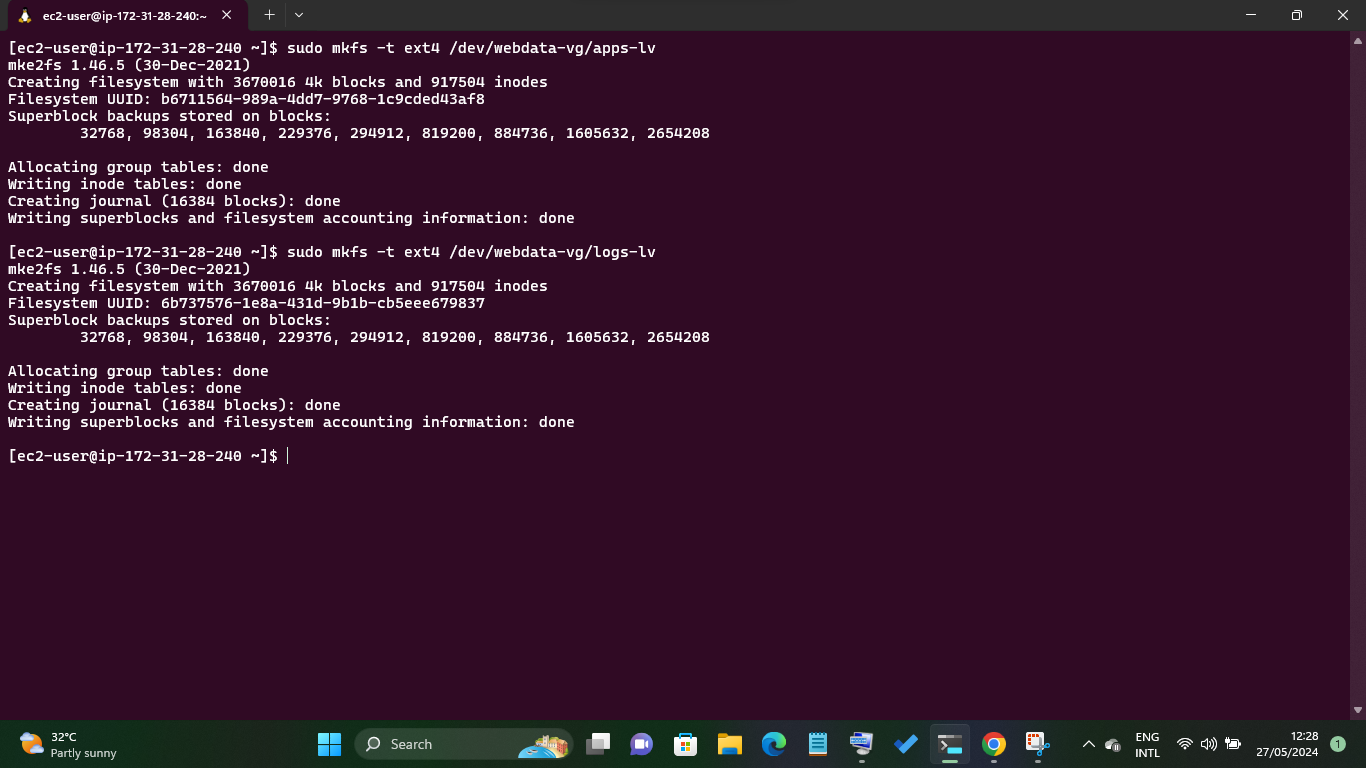 ec2-user@ip-172-31-28-240:~
[ec2-user@ip-172-31-28-240 ~]$ sudo mkfs -t ext4 /dev/webdata-vg/apps-lv
mke2fs 1.46.5 (30-Dec-2021)
Creating filesystem with 3670016 4k blocks and 917504 inodes
Filesystem UUID: b6711564-989a-4dd7-9768-1c9cded43af8
Superblock backups stored on blocks:
32768, 98304, 163840, 229376, 294912, 819200, 884736, 1605632, 2654208
Allocating group tables: done
Writing inode tables: done
Creating journal (16384 blocks): done
Writing superblocks and filesystem accounting information: done
[ec2-user@ip-172-31-28-240 ~]$ sudo mkfs -t ext4 /dev/webdata-vg/logs-lv
mke2fs 1.46.5 (30-Dec-2021)
Creating filesystem with 3670016 4k blocks and 917504 inodes
Filesystem UUID: 6b737576-1e8a-431d-9b1b-cb5eee679837
Superblock backups stored on blocks:
32768, 98304, 163840, 229376, 294912, 819200, 884736, 1605632, 2654208
Allocating group tables: done
Writing inode tables: done
Creating journal (16384 blocks): done
Writing superblocks and filesystem accounting information: done
[ec2-user@ip-172-31-28-240 ~]$
32°C
Partly sunny
Search
ENG
INTL
12:28
27/05/2024
1